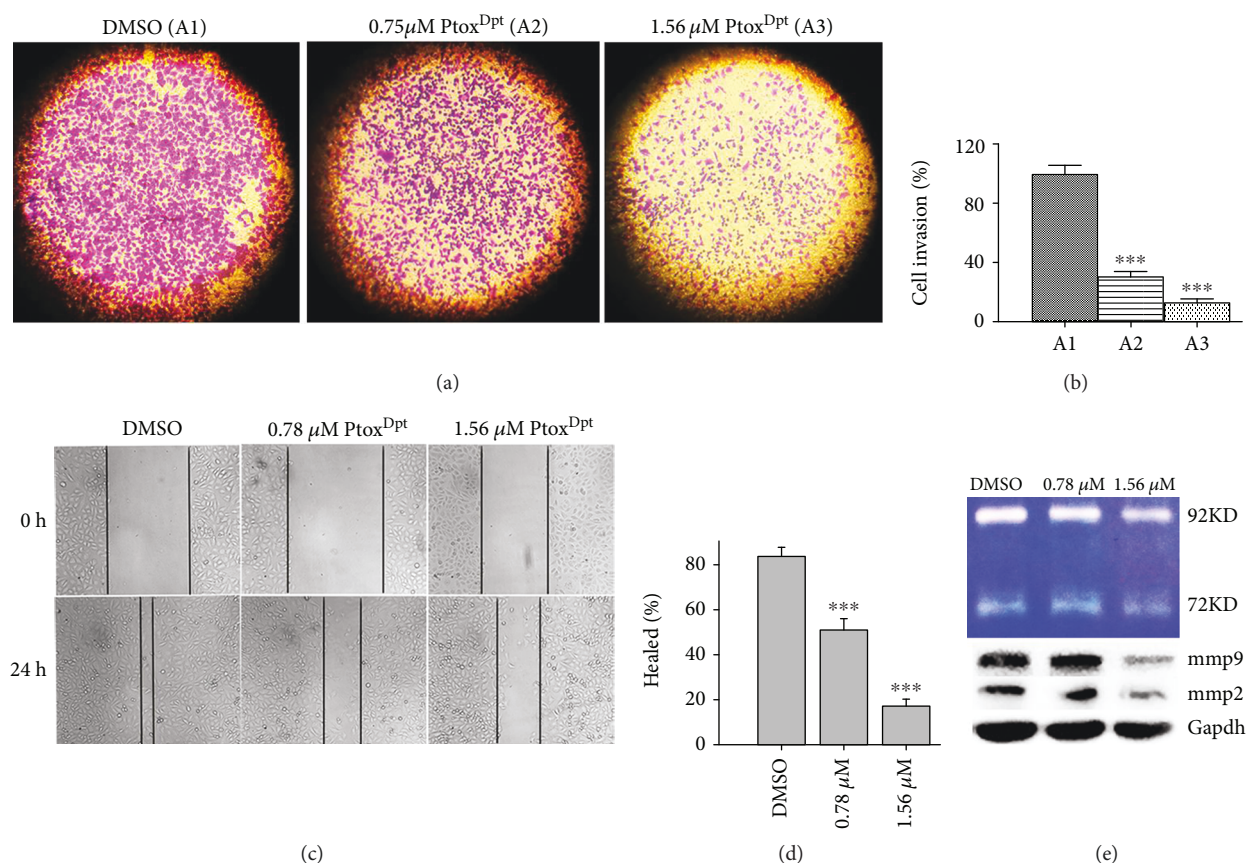 DMSO (A1)
0.75μM Ptox^Dpt (A2)
1.56 μM Ptox^Dpt (A3)
(a)
120
80
40
0
Cell invasion (%)
***
***
A1
A2
A3
(b)
DMSO
0.78 μM Ptox^Dpt
1.56 μM Ptox^Dpt
0 h
24 h
(c)
80
60
40
20
0
Healed (%)
***
***
DMSO
0.78 μM
1.56 μM
(d)
DMSO
0.78 μM
1.56 μM
92KD
72KD
mmp9
mmp2
Gapdh
(e)